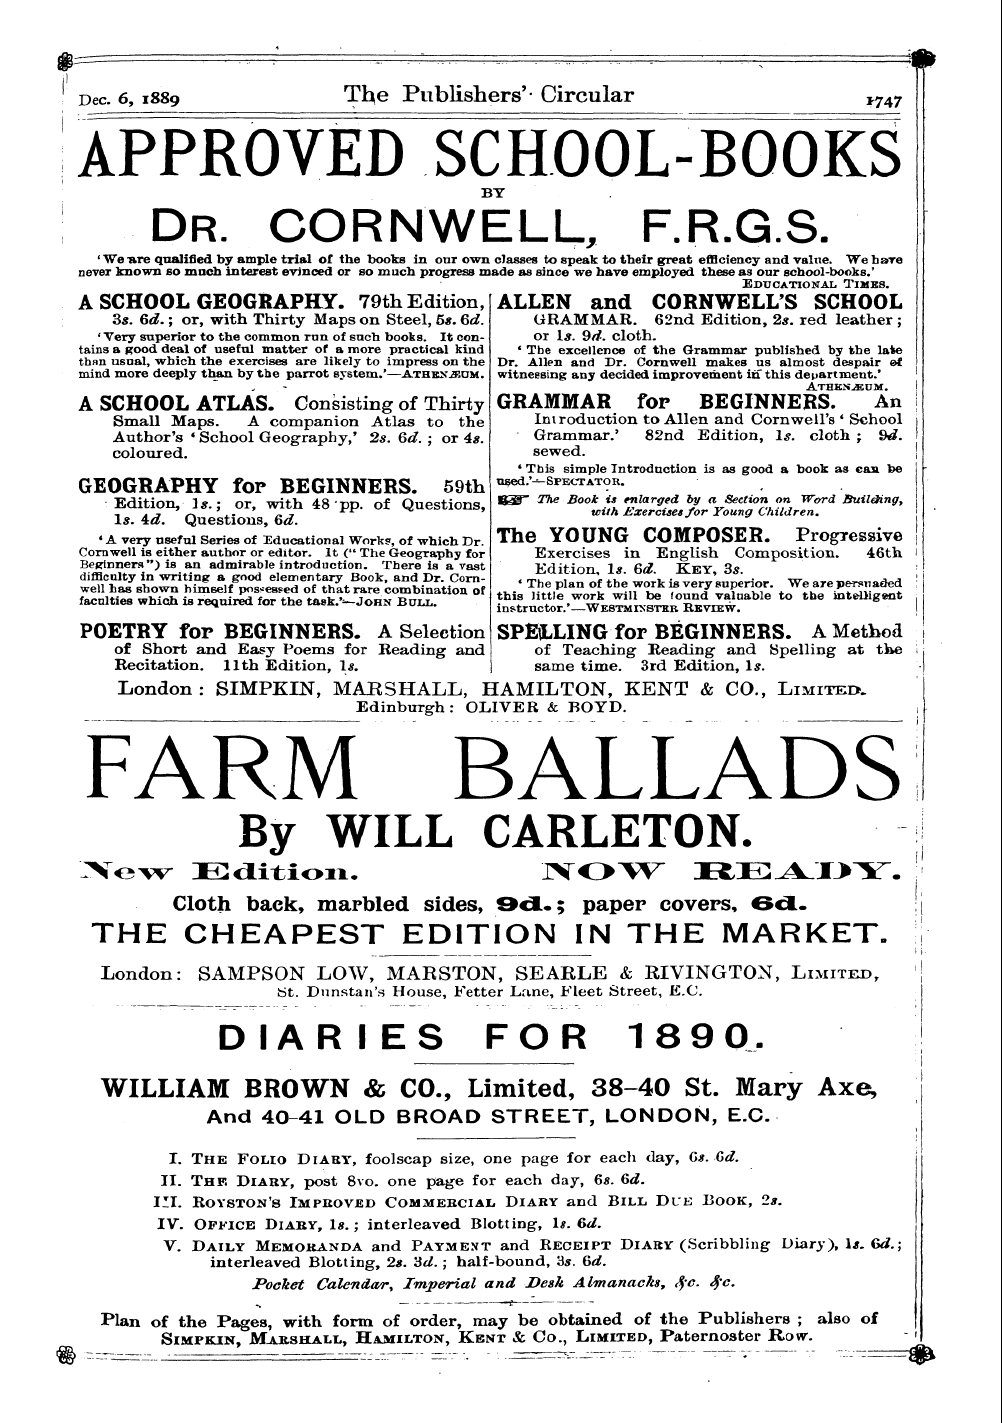 Dec. 6, 1889 The Publishers' Circular 1747
APPROVED SCHOOL-BOOKS
BY
DR. CORNWELL, F.R.G.S.
'We are qualified by ample trial of the books in our own classes to speak to their great efficiency and value. We have
never known so much interest evinced or so much progress made as since we have employed these as our school-books.'
EDUCATIONAL TIMES.
A SCHOOL GEOGRAPHY. 79th Edition,
3s. 6d.; or, with Thirty Maps on Steel, 5s. 6d.
'Very superior to the common run of such books. It con-
tains a good deal of useful matter of a more practical kind
than usual, which the exercises are likely to impress on the
mind more deeply than by the parrot system.'—ATHENÆUM.
A SCHOOL ATLAS. Consisting of Thirty
Small Maps. A companion Atlas to the
Author's 'School Geography,' 2s. 6d.; or 4s.
coloured.
GEOGRAPHY for BEGINNERS. 59th
Edition, 1s.; or, with 48 pp. of Questions,
1s. 4d. Questions, 6d.
'A very useful Series of Educational Works, of which Dr.
Cornwell is either author or editor. It ("The Geography for
Beginners") is an admirable introduction. There is a vast
difficulty in writing a good elementary Book, and Dr. Corn-
well has shown himself possessed of that rare combination of
faculties which is required for the task.'—JOHN BULL.
POETRY for BEGINNERS. A Selection
of Short and Easy Poems for Reading and
Recitation. 11th Edition, 1s.
ALLEN and CORNWELL'S SCHOOL
GRAMMAR. 62nd Edition, 2s. red leather;
or 1s. 9d. cloth.
'The excellence of the Grammar published by the late
Dr. Allen and Dr. Cornwell makes us almost despair of
witnessing any decided improvement in this department.'
ATHENÆUM.
GRAMMAR for BEGINNERS. An
Introduction to Allen and Cornwell's 'School
Grammar.' 82nd Edition, 1s. cloth; 9d.
sewed.
'This simple Introduction is as good a book as can be
used.'—SPECTATOR.
☞ The Book is enlarged by a Section on Word Building,
with Exercises for Young Children.
The YOUNG COMPOSER. Progressive
Exercises in English Composition. 46th
Edition, 1s. 6d. KEY, 3s.
'The plan of the work is very superior. We are persuaded
this little work will be found valuable to the intelligent
instructor.'—WESTMINSTER REVIEW.
SPELLING for BEGINNERS. A Method
of Teaching Reading and Spelling at the
same time. 3rd Edition, 1s.
London: SIMPKIN, MARSHALL, HAMILTON, KENT & CO., LIMITED.
Edinburgh: OLIVER & BOYD.
FARM BALLADS
By WILL CARLETON.
New Edition. NOW READY.
Cloth back, marbled sides, 9d.; paper covers, 6d.
THE CHEAPEST EDITION IN THE MARKET.
London: SAMPSON LOW, MARSTON, SEARLE & RIVINGTON, LIMITED,
St. Dunstan's House, Fetter Lane, Fleet Street, E.C.
DIARIES FOR 1890.
WILLIAM BROWN & CO., Limited, 38–40 St. Mary Axe,
And 40–41 OLD BROAD STREET, LONDON, E.C.
I. THE FOLIO DIARY, foolscap size, one page for each day, 6s. 6d.
II. THE DIARY, post 8vo. one page for each day, 6s. 6d.
III. ROYSTON'S IMPROVED COMMERCIAL DIARY and BILL DUE BOOK, 2s.
IV. OFFICE DIARY, 1s.; interleaved Blotting, 1s. 6d.
V. DAILY MEMORANDA and PAYMENT and RECEIPT DIARY (Scribbling Diary), 1s. 6d.;
interleaved Blotting, 2s. 3d.; half-bound, 3s. 6d.
Pocket Calendar, Imperial and Desk Almanacks, &c. &c.
Plan of the Pages, with form of order, may be obtained of the Publishers; also of
SIMPKIN, MARSHALL, HAMILTON, KENT & CO., LIMITED, Paternoster Row.